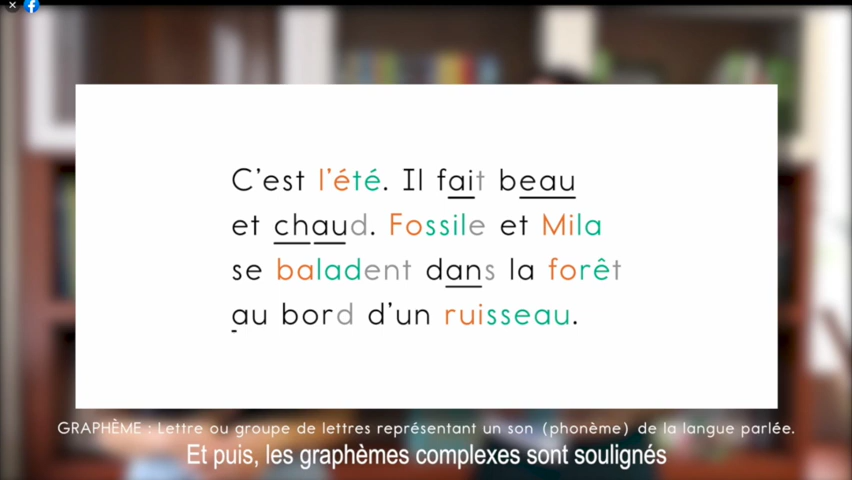 C'est l'été. Il fait beau
et chaud. Fossile et Mila
se baladent dans la forêt
au bord d'un ruisseau.
GRAPHÈME : Lettre ou groupe de lettres représentant un son (phonème) de la langue parlée.
Et puis, les graphèmes complexes sont soulignés